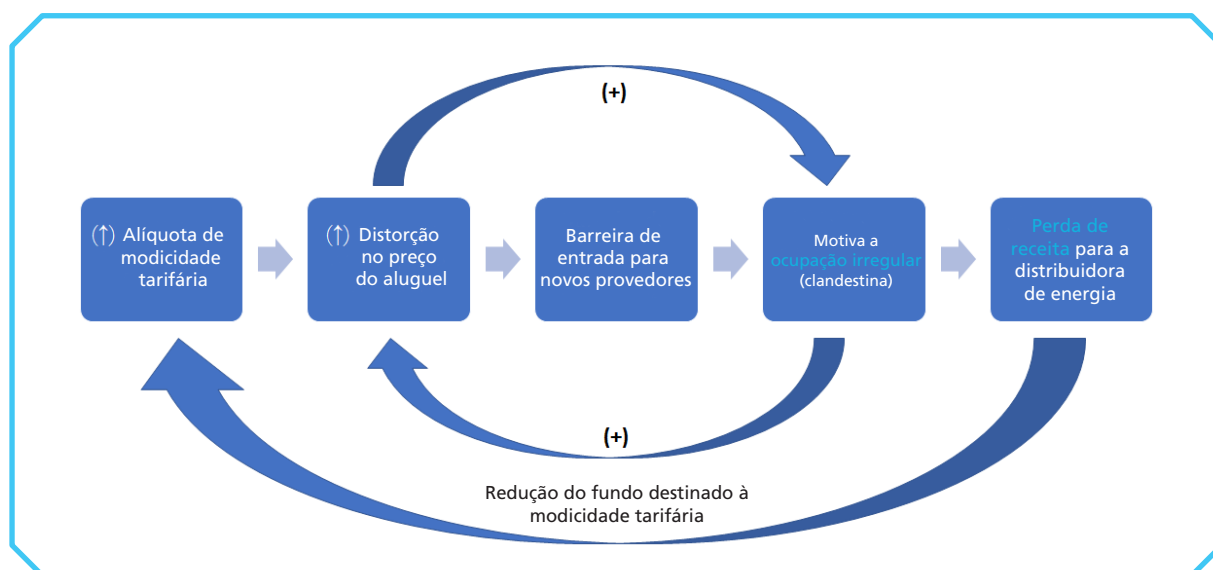 (+)
(↑) Alíquota de
modicidade
tarifária
(↑) Distorção
no preço
do aluguel
Barreira de
entrada para
novos provedores
Motiva a
ocupação irregular
(clandestina)
Perda de
receita para a
distribuidora
de energia
(+)
Redução do fundo destinado à
modicidade tarifária